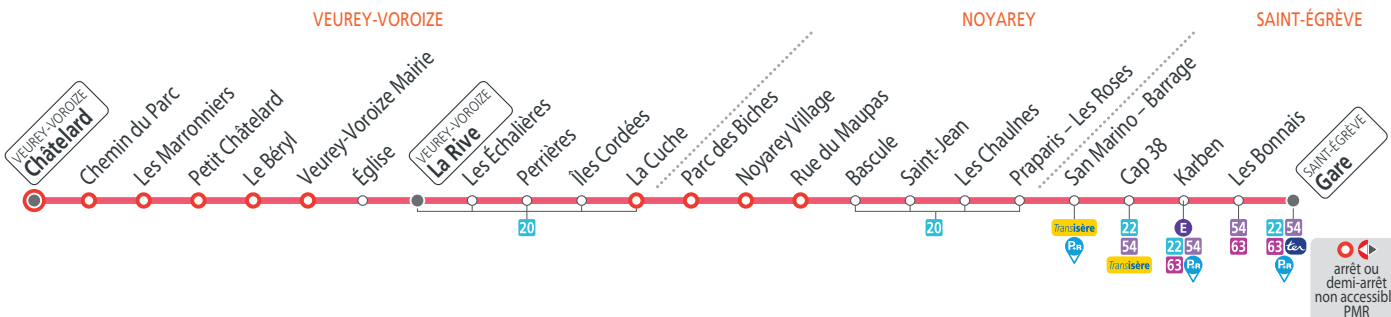 VEUREY-VOROIZE
NOYAREY
SAINT-ÉGRÈVE
VEUREY-VOROIZE
Châtelard
Chemin du Parc
Les Marronniers
Petit Châtelard
Le Béryl
Veurey-Voroize Mairie
Église
VEUREY-VOROIZE
La Rive
Les Échalières
Perrières
Îles Cordées
La Cuche
Parc des Biches
Noyarey Village
Rue du Maupas
Bascule
Saint-Jean
Les Chaulnes
Praparis – Les Roses
San Marino – Barrage
Cap 38
Karben
Les Bonnais
SAINT-ÉGRÈVE
Gare
20
20
Transisère
P+R
22
54
Transisère
E
22 54
63 P+R
54
63
22 54
63 ter
P+R
arrêt ou
demi-arrêt
non accessibl
PMR